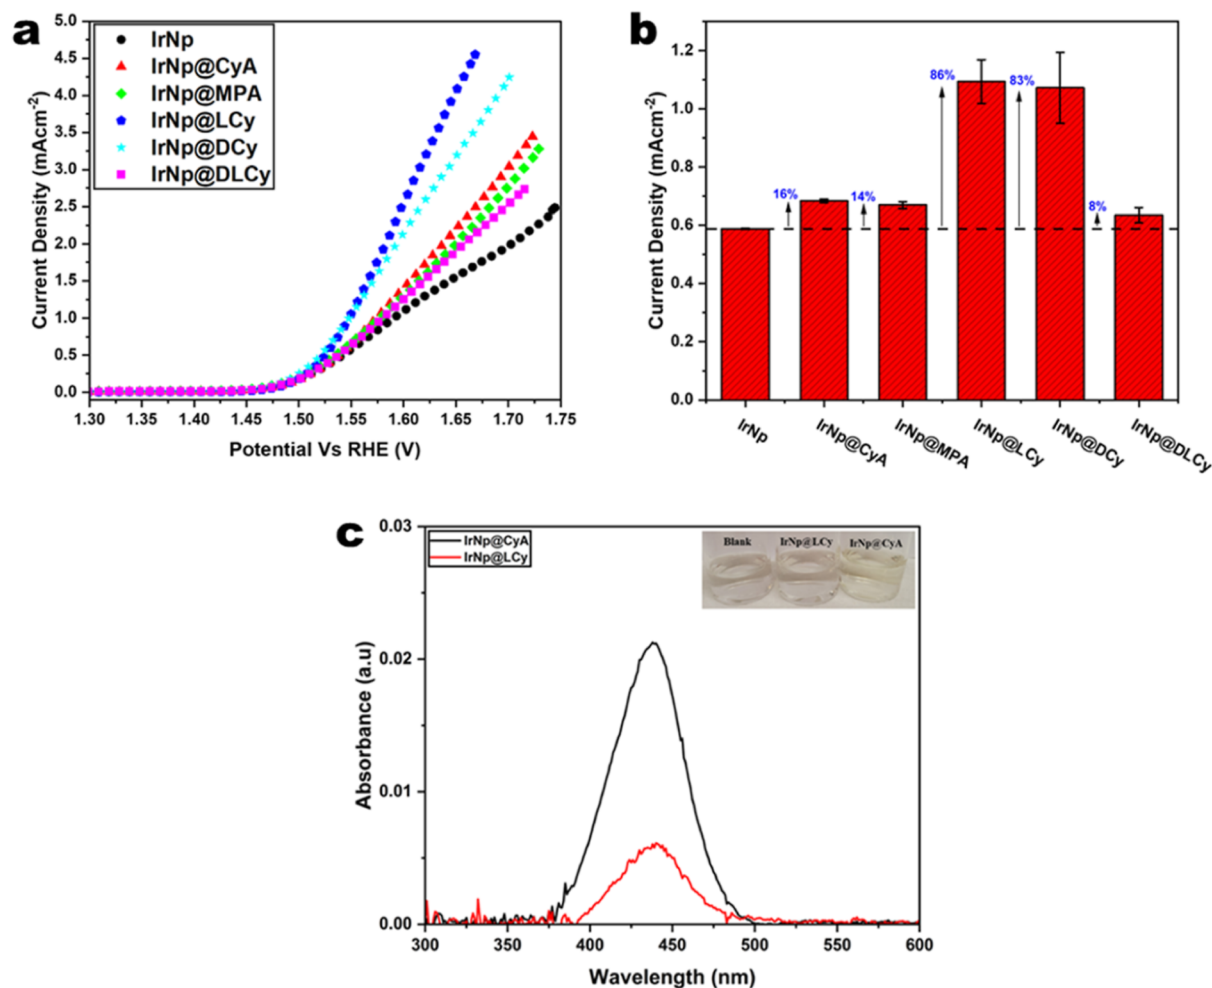 a
5.0
4.5
4.0
3.5
3.0
2.5
2.0
1.5
1.0
0.5
0.0
Current Density (mAcm⁻²)
IrNp
IrNp@CyA
IrNp@MPA
IrNp@LCy
IrNp@DCy
IrNp@DLCy
1.30 1.35 1.40 1.45 1.50 1.55 1.60 1.65 1.70 1.75
Potential Vs RHE (V)
b
1.2
1.0
0.8
0.6
0.4
0.2
0.0
Current Density (mAcm⁻²)
16%
14%
86%
83%
8%
IrNp IrNp@CyA IrNp@MPA IrNp@LCy IrNp@DCy IrNp@DLCy
c
0.03
0.02
0.01
0.00
Absorbance (a.u)
IrNp@CyA
IrNp@LCy
Blank IrNp@LCy IrNp@CyA
300 350 400 450 500 550 600
Wavelength (nm)